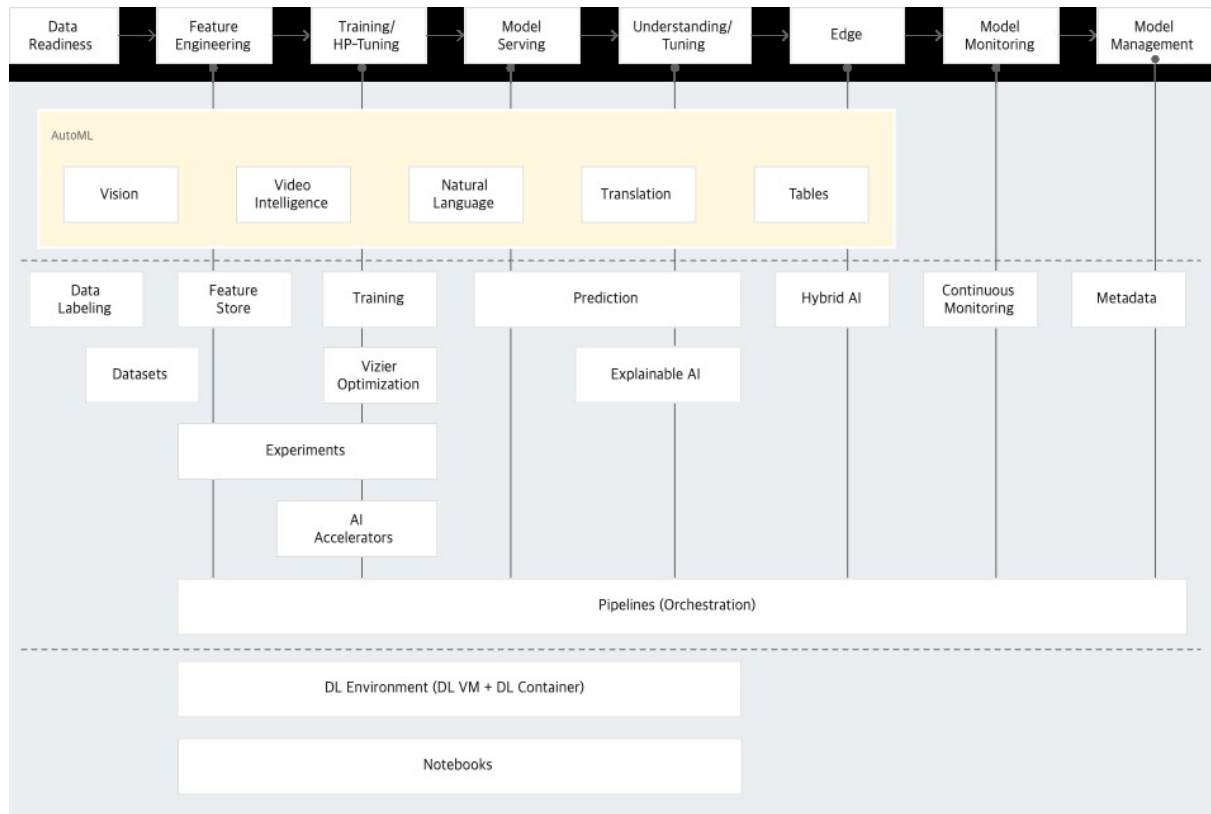 Data
Readiness
Feature
Engineering
Training/
HP-Tuning
Model
Serving
Understanding/
Tuning
Edge
Model
Monitoring
Model
Management
AutoML
Vision
Video
Intelligence
Natural
Language
Translation
Tables
Data
Labeling
Feature
Store
Training
Prediction
Hybrid AI
Continuous
Monitoring
Metadata
Datasets
Vizier
Optimization
Explainable AI
Experiments
AI
Accelerators
Pipelines (Orchestration)
DL Environment (DL VM + DL Container)
Notebooks